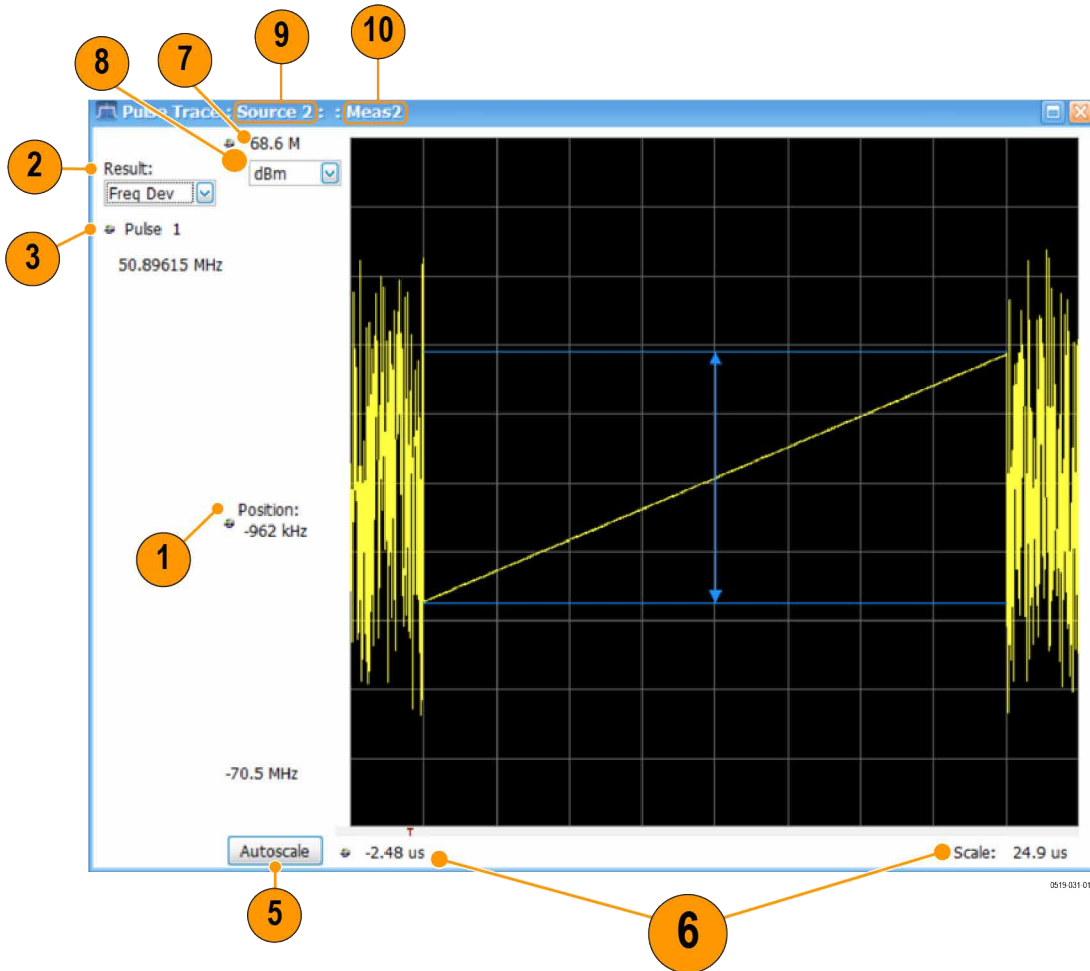 9
10
8
7
Pulse Trace : Source 2 : : Meas2
68.6 M
2
Result:
dBm
Freq Dev
3
Pulse 1
50.89615 MHz
1
Position:
-962 kHz
-70.5 MHz
T
Autoscale
-2.48 us
Scale: 24.9 us
5
6
0519-031-01